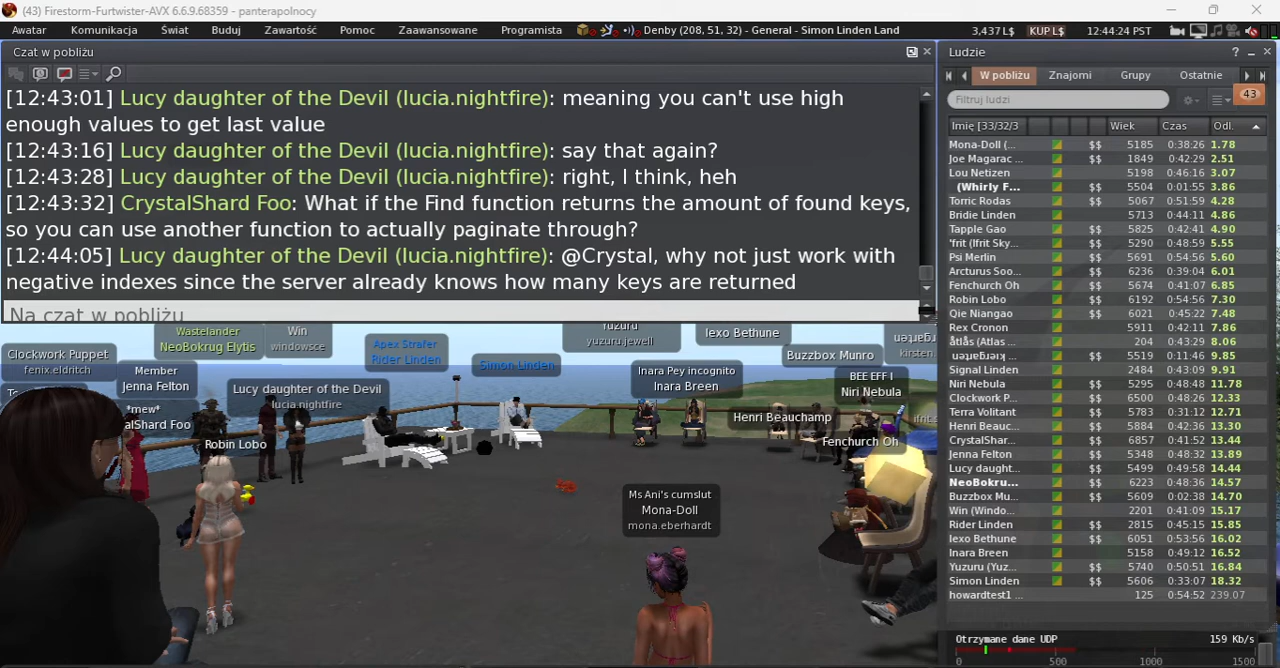 (43) Firestorm-Furtwister-AVX 6.6.9.68359 - panterapolnocy
Awatar Komunikacja Świat Buduj Zawartość Pomoc Zaawansowane Programista Denby (208, 51, 32) - General - Simon Linden Land 3,437 L$ KUP L$ 12:44:24 PST
Czat w pobliżu
[12:43:01] Lucy daughter of the Devil (lucia.nightfire): meaning you can't use high
enough values to get last value
[12:43:16] Lucy daughter of the Devil (lucia.nightfire): say that again?
[12:43:28] Lucy daughter of the Devil (lucia.nightfire): right, I think, heh
[12:43:32] CrystalShard Foo: What if the Find function returns the amount of found keys,
so you can use another function to actually paginate through?
[12:44:05] Lucy daughter of the Devil (lucia.nightfire): @Crystal, why not just work with
negative indexes since the server already knows how many keys are returned
Na czat w pobliżu
Wastelander
NeoBokrug Elytis
Win
windowsce
Apex Strafer
Rider Linden
Simon Linden
Yuzuru
yuzuru.jewell
Iexo Bethune
Buzzbox Munro
kirsten.
Clockwork Puppet
fenix.eldritch
Member
Jenna Felton
Lucy daughter of the Devil
lucia nightfire
Inara Pey incognito
Inara Breen
BEE EFF I
Niri Nebula
*mew*
alShard Foo
Robin Lobo
Henri Beauchamp
ifrit.
Fenchurch Oh
Ms Ani's cumslut
Mona-Doll
mona.eberhardt
Ludzie
?
W pobliżu Znajomi Grupy Ostatnie
Filtruj ludzi
43
Imię [33/32/3 Wiek Czas Odl.
Mona-Doll (... $$ 5185 0:38:26 1.78
Joe Magarac ... $$ 1849 0:42:29 2.51
Lou Netizen 5198 0:46:16 3.07
(Whirly F... $$ 5504 0:01:55 3.86
Torric Rodas $$ 5067 0:51:59 4.28
Bridie Linden 5713 0:44:11 4.86
Tapple Gao $$ 5825 0:42:41 4.90
'frit (Ifrit Sky... $$ 5290 0:48:59 5.55
Psi Merlin $$ 5691 0:54:56 5.60
Arcturus Soo... $$ 6236 0:39:04 6.01
Fenchurch Oh $$ 5674 0:41:07 6.85
Robin Lobo $$ 6192 0:54:56 7.30
Qie Niangao $$ 6021 0:45:22 7.48
Rex Cronon 5911 0:42:11 7.86
åtlås (Atlas ... 204 0:43:29 8.06
$$ 5519 0:11:46 9.85
Signal Linden 2484 0:43:09 9.91
Niri Nebula $$ 5295 0:48:48 11.78
Clockwork P... $$ 6500 0:48:26 12.33
Terra Volitant $$ 5783 0:31:12 12.71
Henri Beauc... $$ 5884 0:42:36 13.30
CrystalShar... $$ 6857 0:41:52 13.44
Jenna Felton $$ 5348 0:48:32 13.89
Lucy daught... $$ 5499 0:49:58 14.44
NeoBokru... $$ 6223 0:48:36 14.57
Buzzbox Mu... $$ 5609 0:02:38 14.70
Win (Windo... 2201 0:41:09 15.17
Rider Linden $$ 2815 0:45:15 15.85
Iexo Bethune $$ 6051 0:53:56 16.02
Inara Breen 5158 0:49:12 16.52
Yuzuru (Yuz... $$ 5740 0:50:51 16.84
Simon Linden $$ 5606 0:33:07 18.32
howardtest1 ... 125 0:54:52 239.07
Otrzymane dane UDP 159 Kb/s
0 500 1000 1500